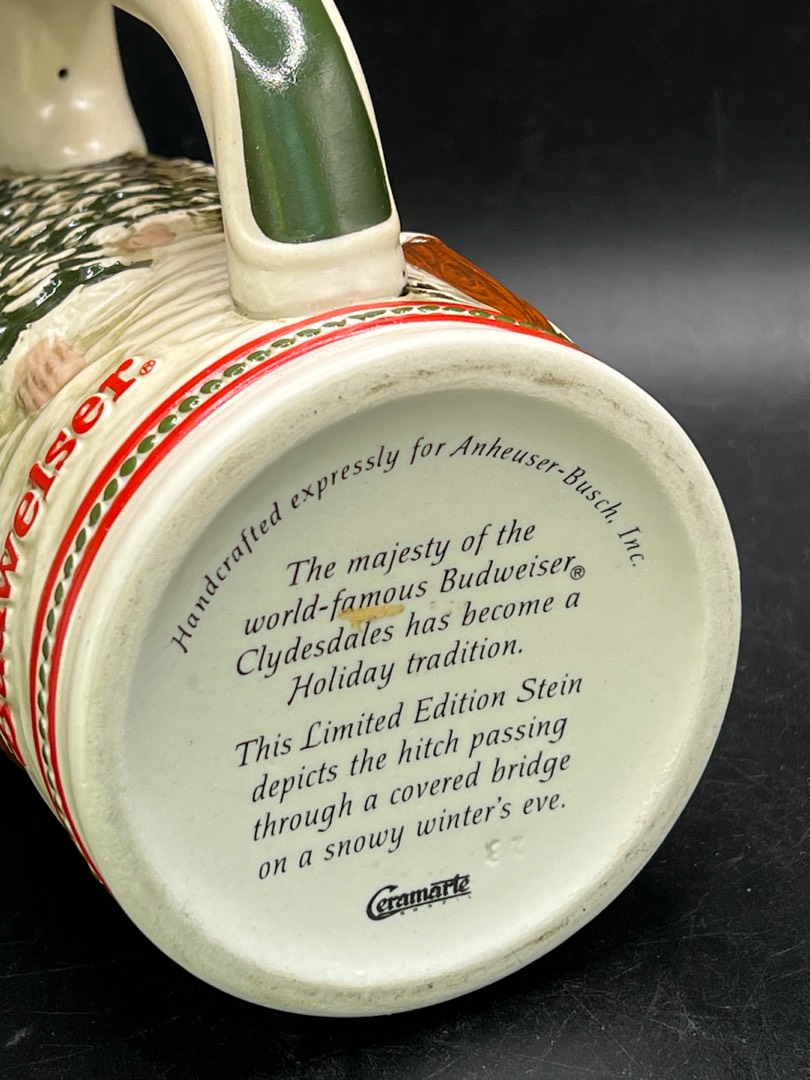 Budweiser®
Handcrafted expressly for Anheuser-Busch, Inc.
The majesty of the
world-famous Budweiser®
Clydesdales has become a
Holiday tradition.
This Limited Edition Stein
depicts the hitch passing
through a covered bridge
on a snowy winter's eve.
Ceramarte
BRAZIL